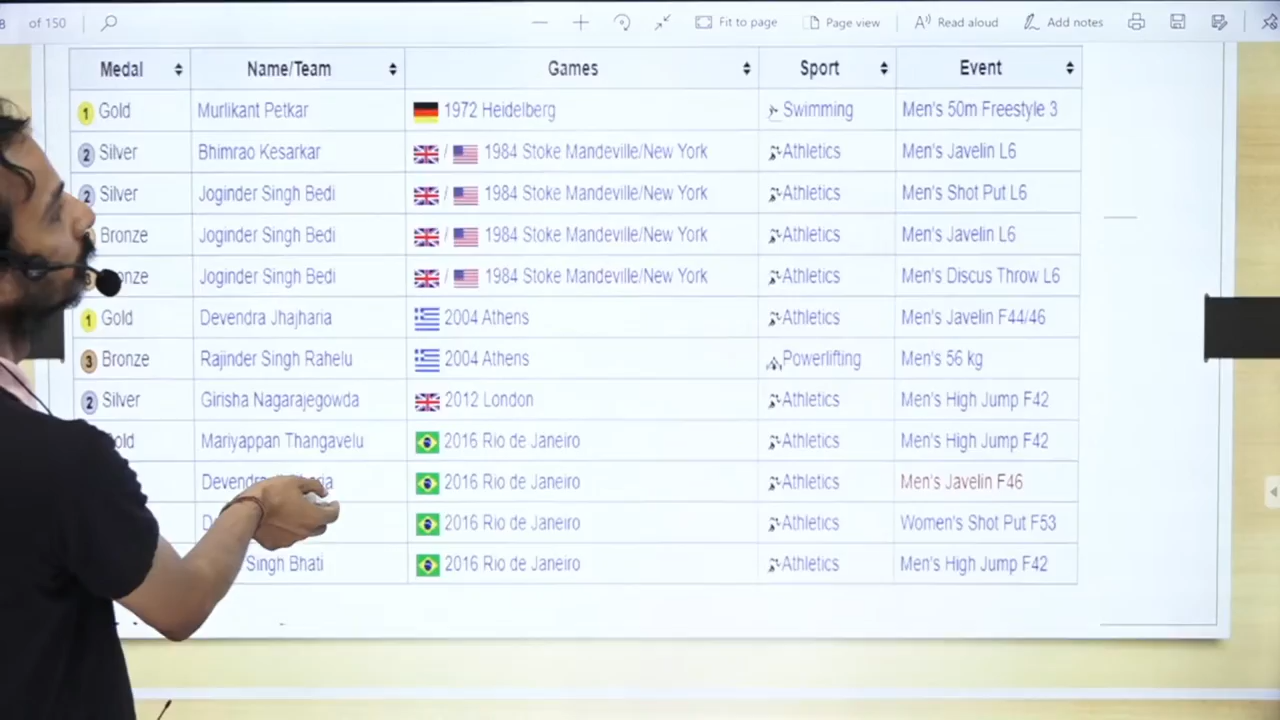 of 150 Fit to page Page view Read aloud Add notes
Medal Name/Team Games Sport Event
1 Gold Murlikant Petkar 1972 Heidelberg Swimming Men's 50m Freestyle 3
2 Silver Bhimrao Kesarkar / 1984 Stoke Mandeville/New York Athletics Men's Javelin L6
2 Silver Joginder Singh Bedi / 1984 Stoke Mandeville/New York Athletics Men's Shot Put L6
Bronze Joginder Singh Bedi / 1984 Stoke Mandeville/New York Athletics Men's Javelin L6
Joginder Singh Bedi / 1984 Stoke Mandeville/New York Athletics Men's Discus Throw L6
1 Gold Devendra Jhajharia 2004 Athens Athletics Men's Javelin F44/46
3 Bronze Rajinder Singh Rahelu 2004 Athens Powerlifting Men's 56 kg
2 Silver Girisha Nagarajegowda 2012 London Athletics Men's High Jump F42
Mariyappan Thangavelu 2016 Rio de Janeiro Athletics Men's High Jump F42
Devendra 2016 Rio de Janeiro Athletics Men's Javelin F46
2016 Rio de Janeiro Athletics Women's Shot Put F53
Singh Bhati 2016 Rio de Janeiro Athletics Men's High Jump F42